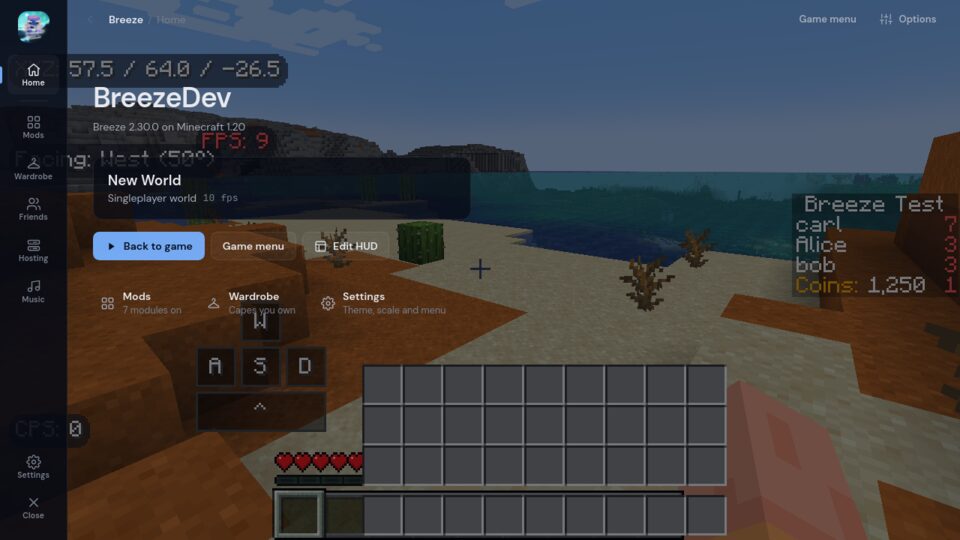 Breeze / Home
Game menu
Options
Home
57.5 / 64.0 / -26.5
BreezeDev
Breeze 2.30.0 on Minecraft 1.20
FPS: 9
Mods
Facing: West (50°)
Wardrobe
New World
Singleplayer world 10 fps
Friends
Breeze Test
carl 7
Alice 3
bob 3
Coins: 1,250 1
Back to game
Game menu
Edit HUD
Hosting
Music
Mods
7 modules on
Wardrobe
Capes you own
Settings
Theme, scale and menu
W
A
S
D
^
CPS: 0
Settings
Close